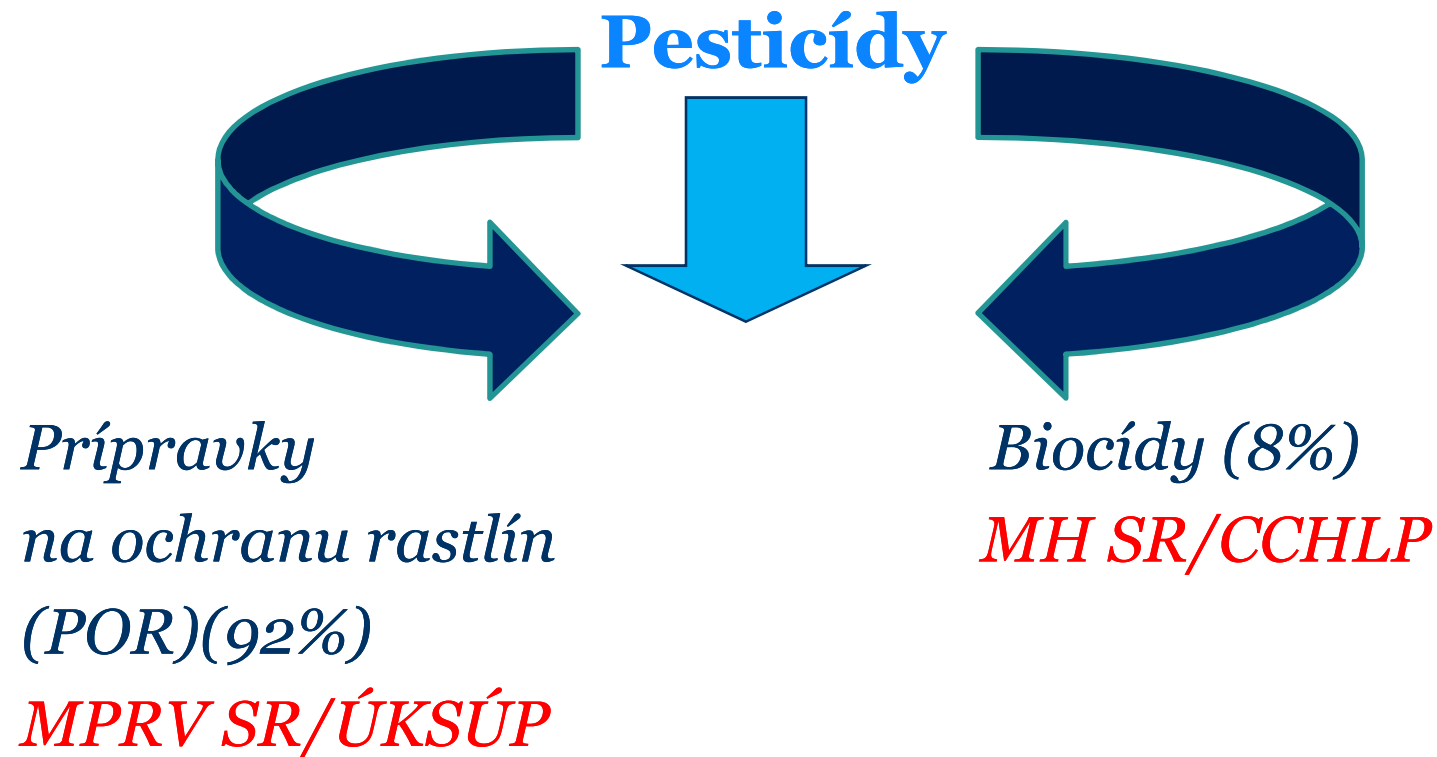 Pesticídy
Prípravky
na ochranu rastlín
(POR)(92%)
MPRV SR/ÚKSÚP
Biocídy (8%)
MH SR/CCHLP